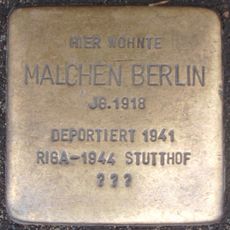 HIER WOHNTE
MALCHEN BERLIN
JG.1918
DEPORTIERT 1941
RIGA-1944 STUTTHOF
???